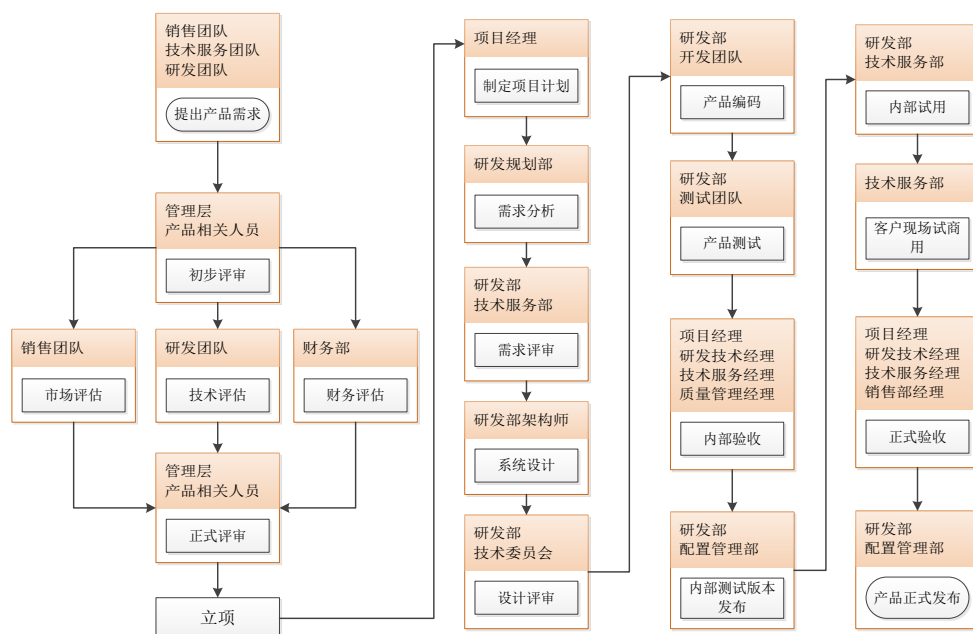 销售团队
技术服务团队
研发团队
提出产品需求
管理层
产品相关人员
初步评审
销售团队
市场评估
研发团队
技术评估
财务部
财务评估
管理层
产品相关人员
正式评审
立项
项目经理
制定项目计划
研发规划部
需求分析
研发部
技术服务部
需求评审
研发部架构师
系统设计
研发部
技术委员会
设计评审
研发部
开发团队
产品编码
研发部
测试团队
产品测试
项目经理
研发技术经理
技术服务经理
质量管理经理
内部验收
研发部
配置管理部
内部测试版本
发布
研发部
技术服务部
内部试用
技术服务部
客户现场试商
用
项目经理
研发技术经理
技术服务经理
销售部经理
正式验收
研发部
配置管理部
产品正式发布